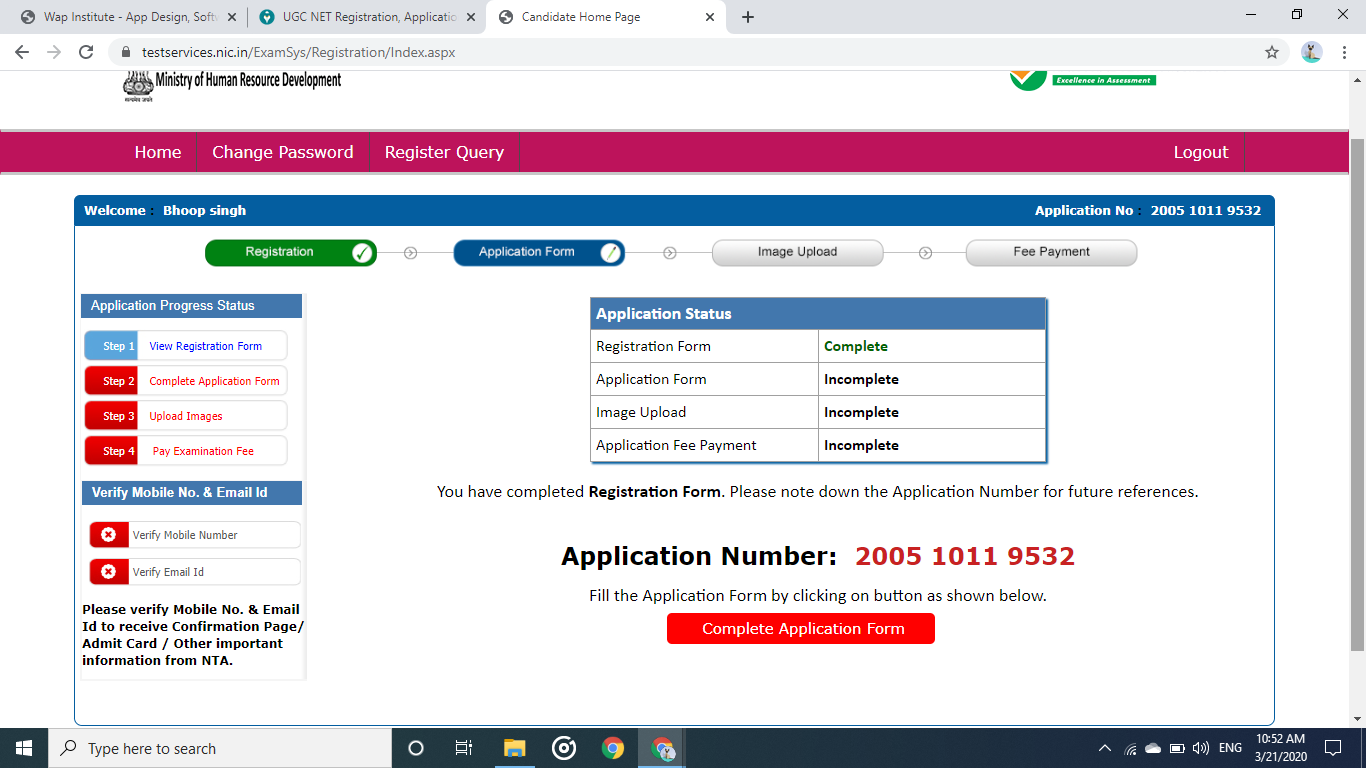 Wap Institute - App Design, Softw
UGC NET Registration, Applicatio
Candidate Home Page
testservices.nic.in/ExamSys/Registration/Index.aspx
सत्यमेव जयते
Ministry of Human Resource Development
Excellence in Assessment
Home Change Password Register Query Logout
Welcome : Bhoop singh Application No : 2005 1011 9532
Registration Application Form Image Upload Fee Payment
Application Progress Status
Step 1 View Registration Form
Step 2 Complete Application Form
Step 3 Upload Images
Step 4 Pay Examination Fee
Verify Mobile No. & Email Id
Verify Mobile Number
Verify Email Id
Please verify Mobile No. & Email
Id to receive Confirmation Page/
Admit Card / Other important
information from NTA.
Application Status
Registration Form Complete
Application Form Incomplete
Image Upload Incomplete
Application Fee Payment Incomplete
You have completed Registration Form. Please note down the Application Number for future references.
Application Number: 2005 1011 9532
Fill the Application Form by clicking on button as shown below.
Complete Application Form
Type here to search
ENG
10:52 AM
3/21/2020